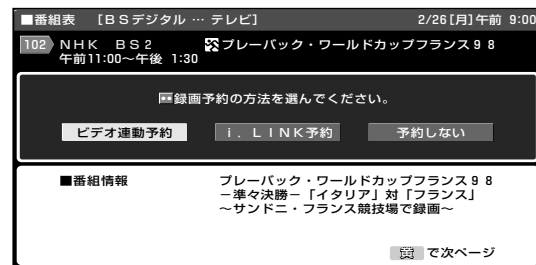 ■番組表 [BSデジタル … テレビ] 2/26[月]午前 9:00
102 NHK BS2 プレーバック・ワールドカップフランス98
午前11:00～午後 1:30
録画予約の方法を選んでください。
ビデオ連動予約 i．LINK予約 予約しない
■番組情報 プレーバック・ワールドカップフランス98
－準々決勝－「イタリア」対「フランス」
～サンドニ・フランス競技場で録画～
黄 で次ページ